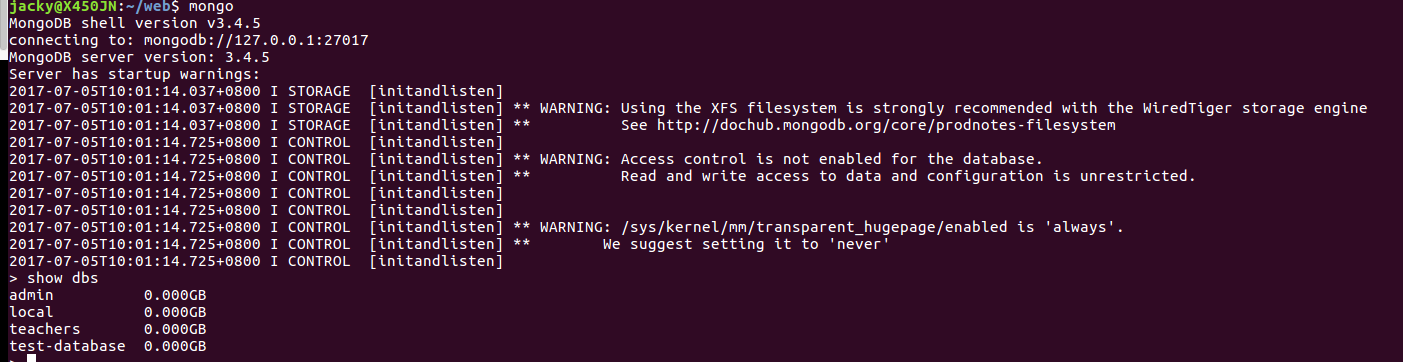 jacky@X450JN:~/web$ mongo
MongoDB shell version v3.4.5
connecting to: mongodb://127.0.0.1:27017
MongoDB server version: 3.4.5
Server has startup warnings:
2017-07-05T10:01:14.037+0800 I STORAGE  [initandlisten]
2017-07-05T10:01:14.037+0800 I STORAGE  [initandlisten] ** WARNING: Using the XFS filesystem is strongly recommended with the WiredTiger storage engine
2017-07-05T10:01:14.037+0800 I STORAGE  [initandlisten] **          See http://dochub.mongodb.org/core/prodnotes-filesystem
2017-07-05T10:01:14.725+0800 I CONTROL  [initandlisten]
2017-07-05T10:01:14.725+0800 I CONTROL  [initandlisten] ** WARNING: Access control is not enabled for the database.
2017-07-05T10:01:14.725+0800 I CONTROL  [initandlisten] **          Read and write access to data and configuration is unrestricted.
2017-07-05T10:01:14.725+0800 I CONTROL  [initandlisten]
2017-07-05T10:01:14.725+0800 I CONTROL  [initandlisten]
2017-07-05T10:01:14.725+0800 I CONTROL  [initandlisten] ** WARNING: /sys/kernel/mm/transparent_hugepage/enabled is 'always'.
2017-07-05T10:01:14.725+0800 I CONTROL  [initandlisten] **        We suggest setting it to 'never'
2017-07-05T10:01:14.725+0800 I CONTROL  [initandlisten]
> show dbs
admin          0.000GB
local          0.000GB
teachers       0.000GB
test-database  0.000GB
>